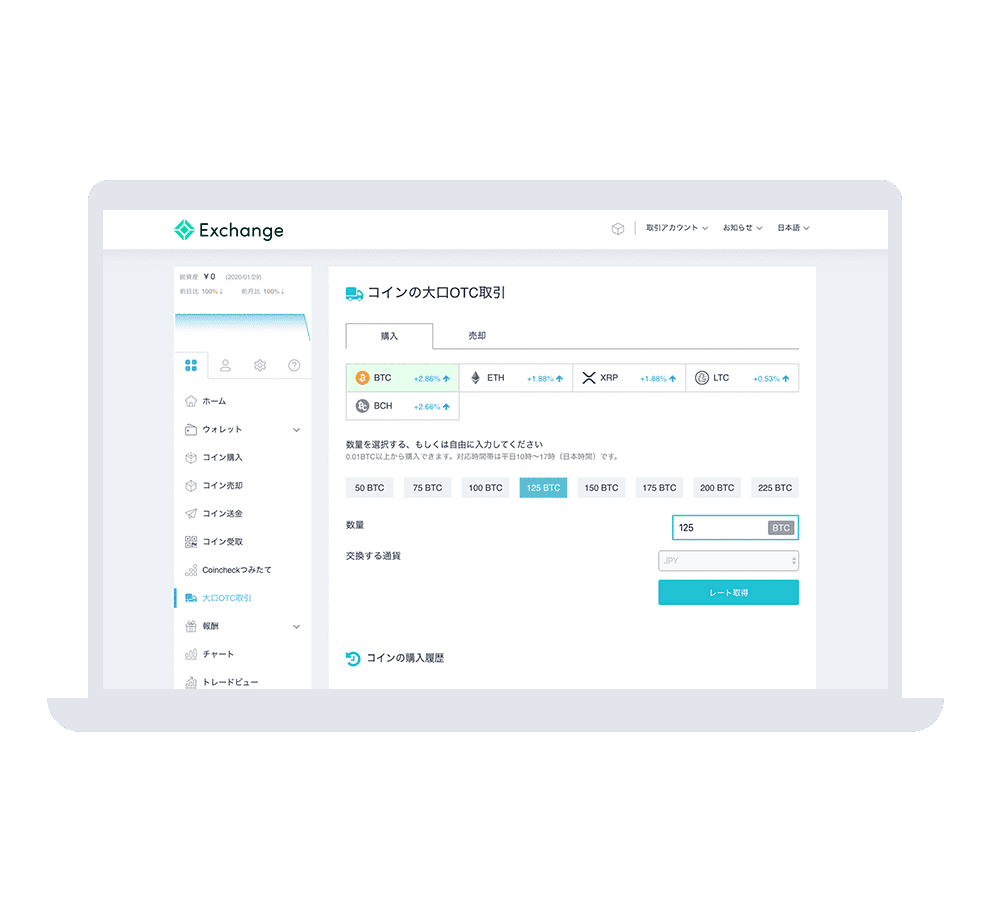 Exchange
取引アカウント お知らせ 日本語
総資産 ¥0 (2020/01/29)
前日比 100%↓ 前月比 100%↓
ホーム
ウォレット
コイン購入
コイン売却
コイン送金
コイン受取
Coincheckつみたて
大口OTC取引
報酬
チャート
トレードビュー
コインの大口OTC取引
購入 売却
BTC +2.86% ETH +1.88% XRP +1.88% LTC +0.53%
BCH +2.66%
数量を選択する、もしくは自由に入力してください
0.01BTC以上から購入できます。対応時間帯は平日10時〜17時(日本時間)です。
50 BTC 75 BTC 100 BTC 125 BTC 150 BTC 175 BTC 200 BTC 225 BTC
数量 125 BTC
交換する通貨 JPY
レート取得
コインの購入履歴